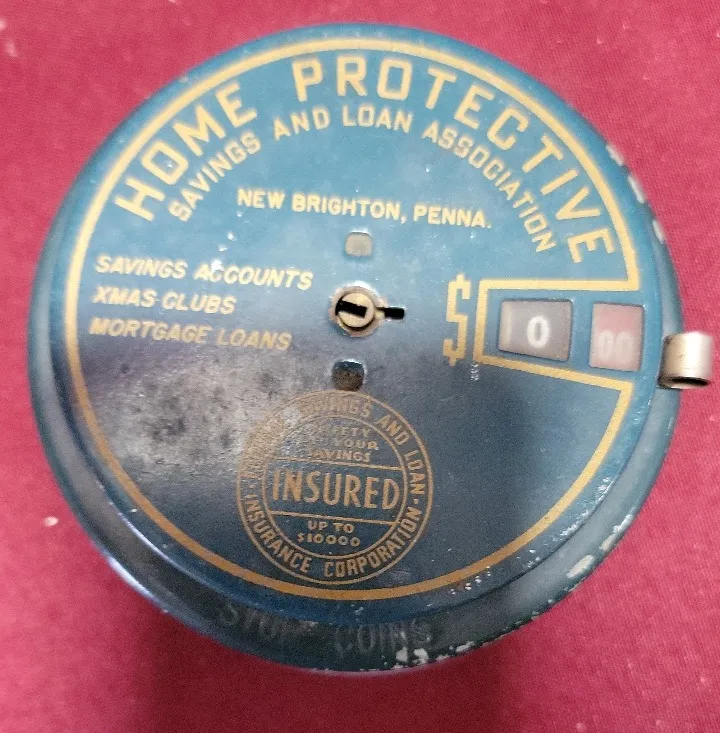 HOME PROTECTIVE
SAVINGS AND LOAN ASSOCIATION
NEW BRIGHTON, PENNA.
SAVINGS ACCOUNTS
XMAS CLUBS
MORTGAGE LOANS
$ 0 00
SAVINGS AND LOAN
INSURANCE CORPORATION
SAFETY
YOUR
SAVINGS
INSURED
UP TO
$10000
COINS